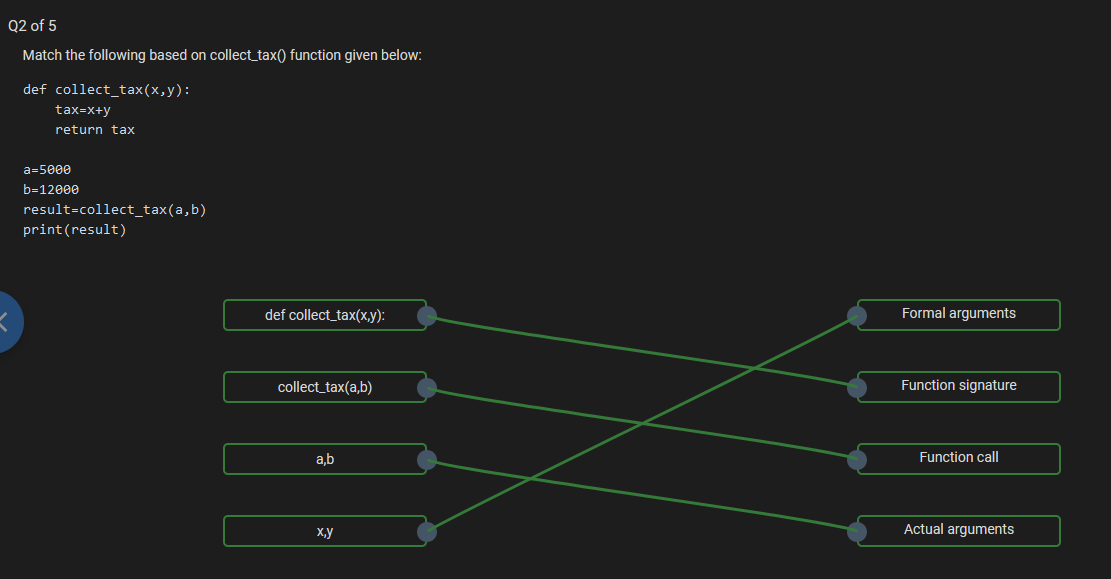 Q2 of 5
Match the following based on collect_tax() function given below:
def collect_tax(x,y):
    tax=x+y
    return tax
a=5000
b=12000
result=collect_tax(a,b)
print(result)
def collect_tax(x,y):
Formal arguments
collect_tax(a,b)
Function signature
a,b
Function call
x,y
Actual arguments